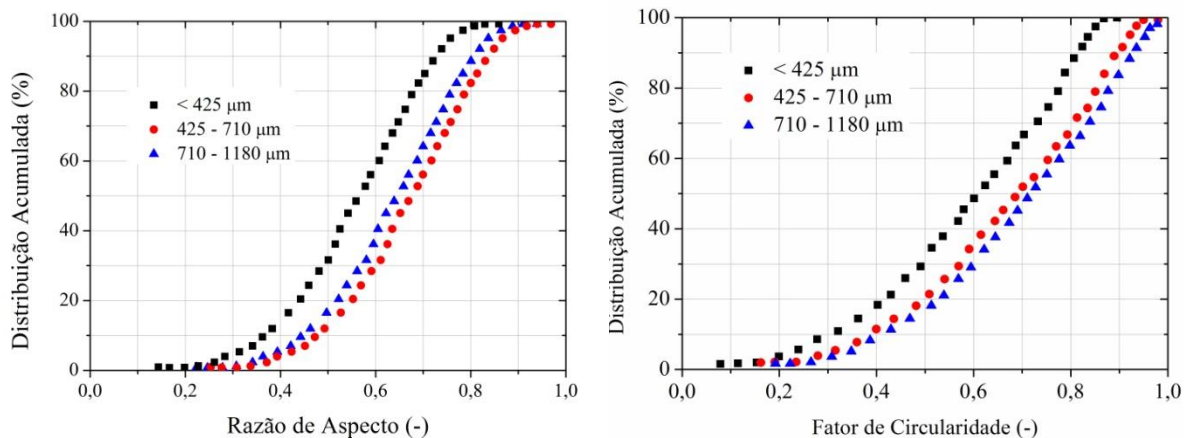 100
80
60
40
20
0
Distribuição Acumulada (%)
< 425 μm
425 - 710 μm
710 - 1180 μm
0,0 0,2 0,4 0,6 0,8 1,0
Razão de Aspecto (-)
100
80
60
40
20
0
Distribuição Acumulada (%)
< 425 μm
425 - 710 μm
710 - 1180 μm
0,0 0,2 0,4 0,6 0,8 1,0
Fator de Circularidade (-)